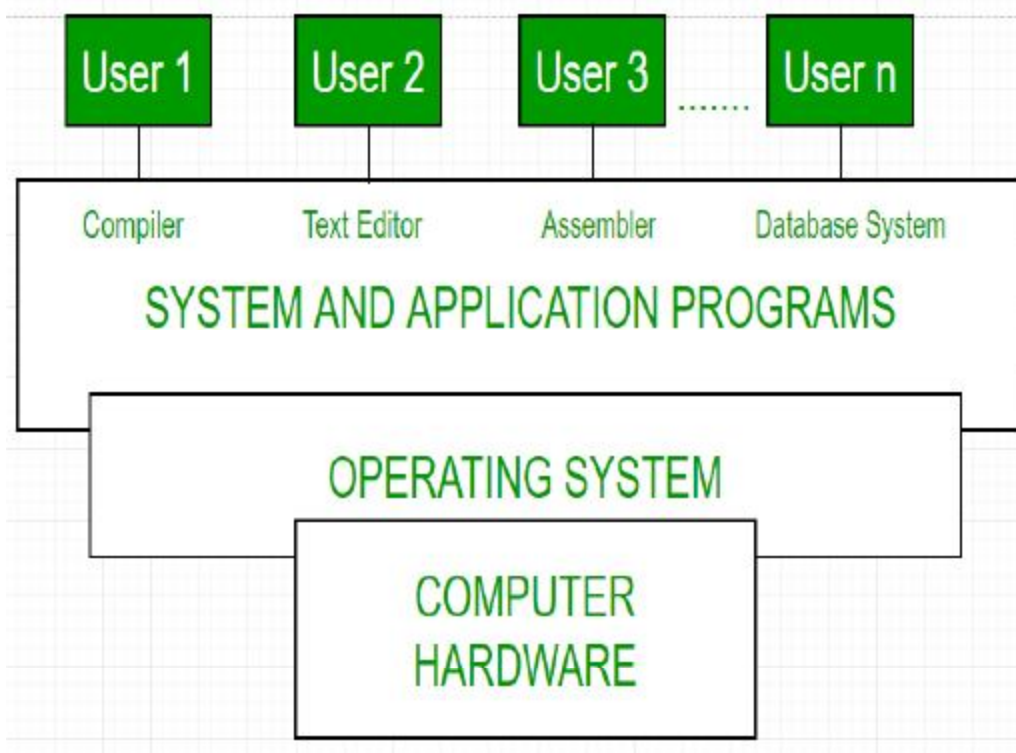 User 1
User 2
User 3
.......
User n
Compiler
Text Editor
Assembler
Database System
SYSTEM AND APPLICATION PROGRAMS
OPERATING SYSTEM
COMPUTER
HARDWARE